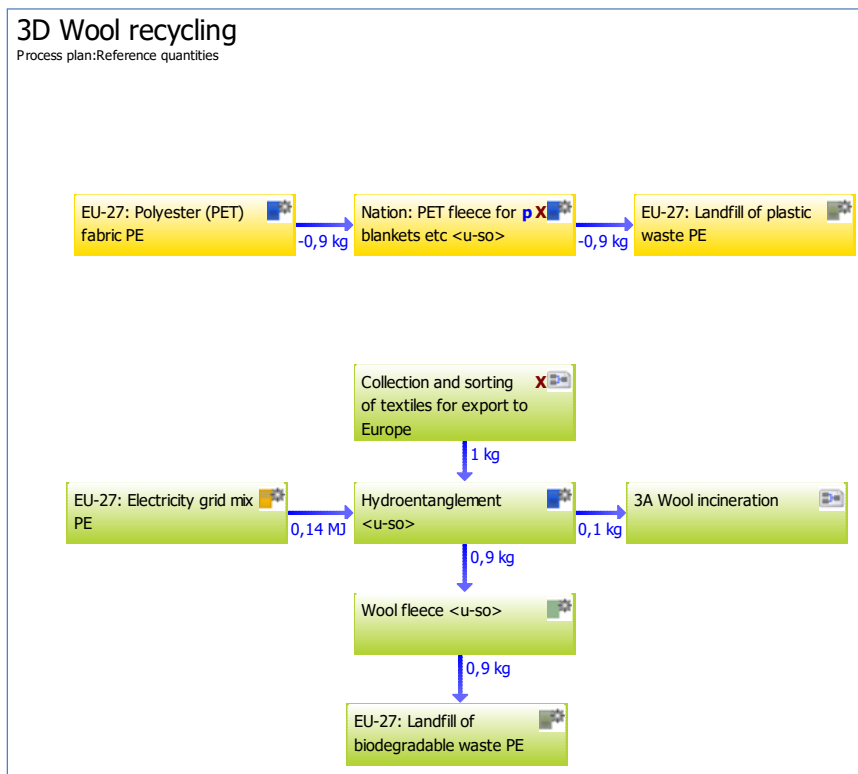 3D Wool recycling
Process plan:Reference quantities
EU-27: Polyester (PET)
fabric PE
-0,9 kg
Nation: PET fleece for
blankets etc <u-so>
p X
-0,9 kg
EU-27: Landfill of plastic
waste PE
Collection and sorting
of textiles for export to
Europe
X
1 kg
EU-27: Electricity grid mix
PE
0,14 MJ
Hydroentanglement
<u-so>
0,1 kg
3A Wool incineration
0,9 kg
Wool fleece <u-so>
0,9 kg
EU-27: Landfill of
biodegradable waste PE